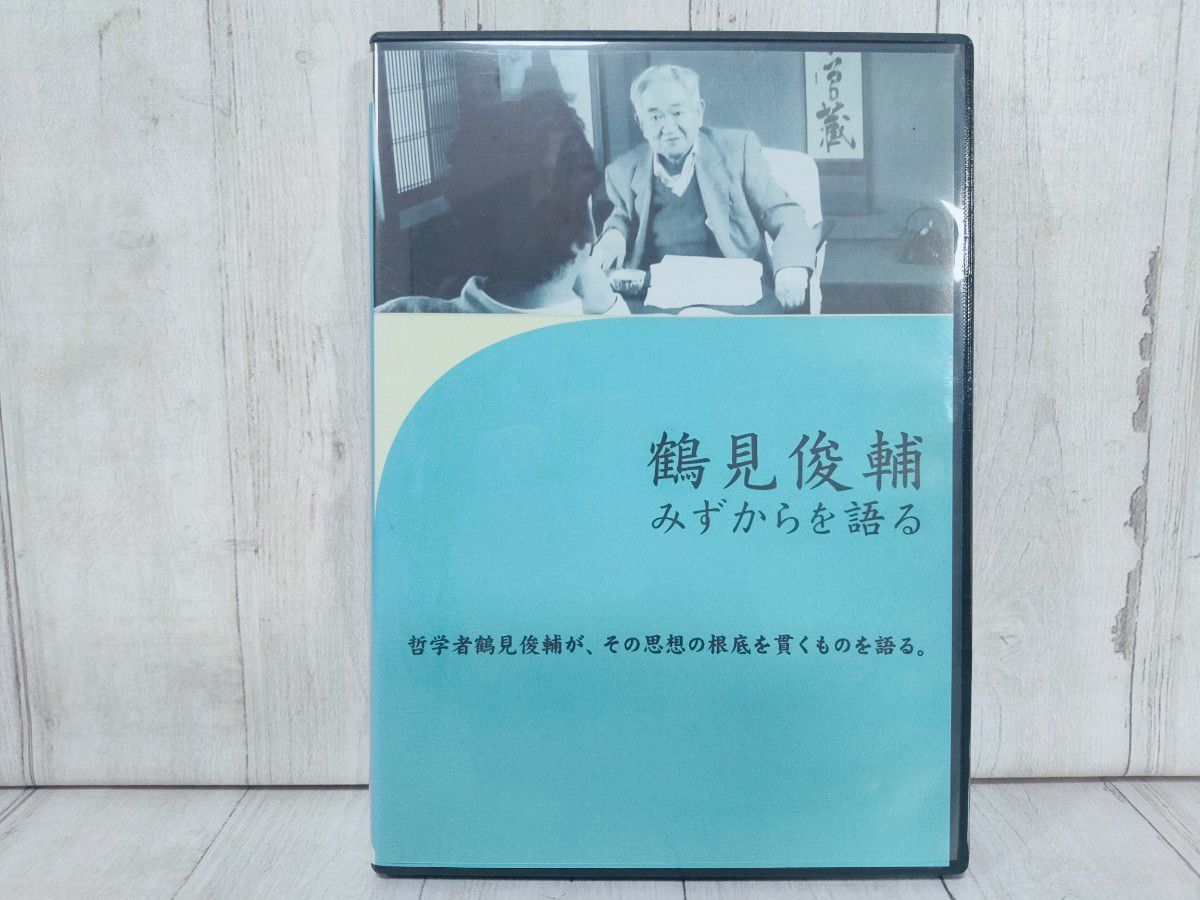 蔵
鶴見俊輔
みずからを語る
哲学者鶴見俊輔が、その思想の根底を貫くものを語る。